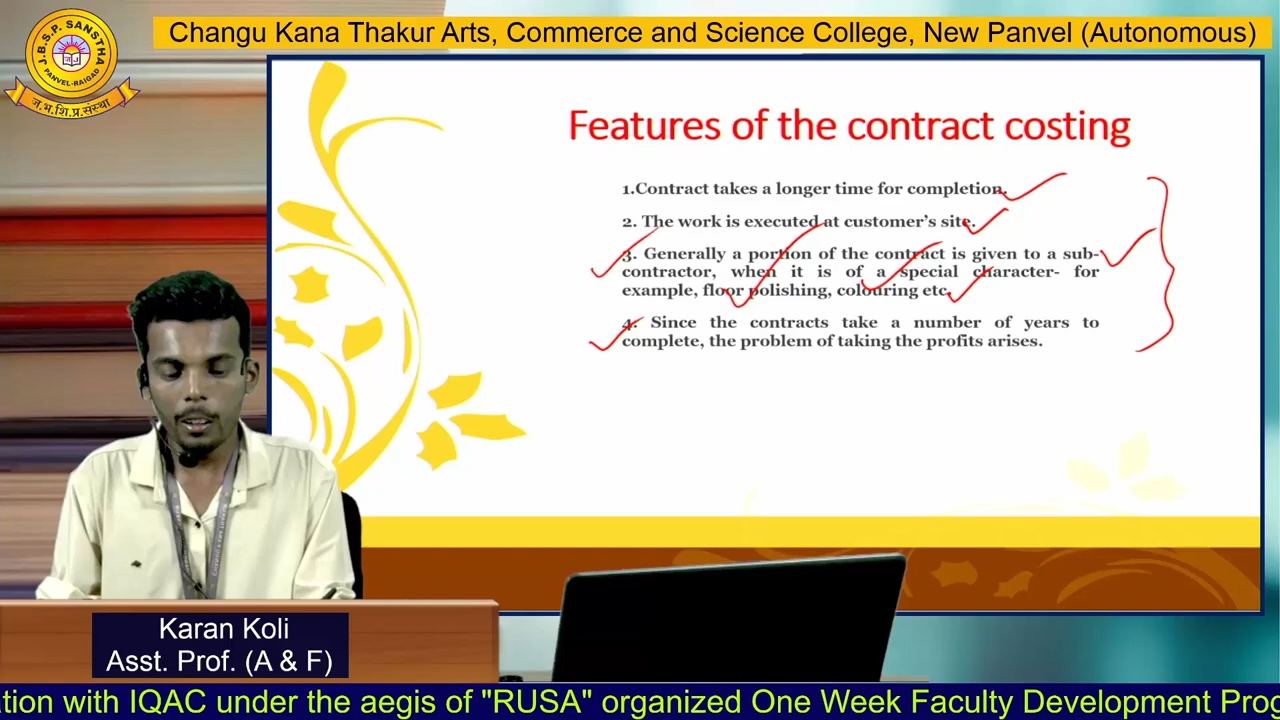 J.B.S.P. SANSTHA
PANVEL-RAIGAD
ज.भ.शि.प्र.संस्था
Changu Kana Thakur Arts, Commerce and Science College, New Panvel (Autonomous)
Features of the contract costing
1.Contract takes a longer time for completion.
2. The work is executed at customer's site.
3. Generally a portion of the contract is given to a sub-
contractor, when it is of a special character- for
example, floor polishing, colouring etc.
4. Since the contracts take a number of years to
complete, the problem of taking the profits arises.
Karan Koli
Asst. Prof. (A & F)
ation with IQAC under the aegis of "RUSA" organized One Week Faculty Development Prog